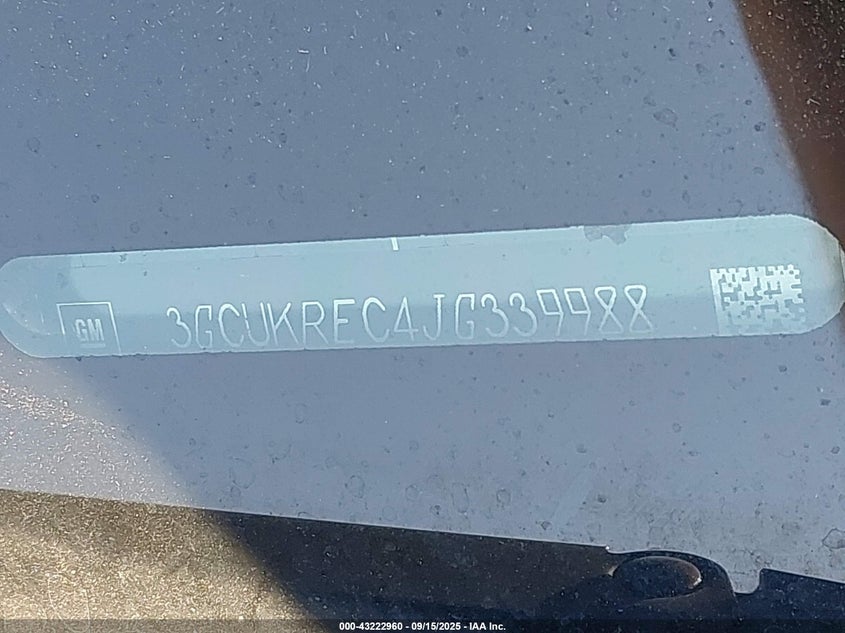 GM 3GCUKREC4JG339988
000-43222960 - 09/15/2025 - IAA Inc.